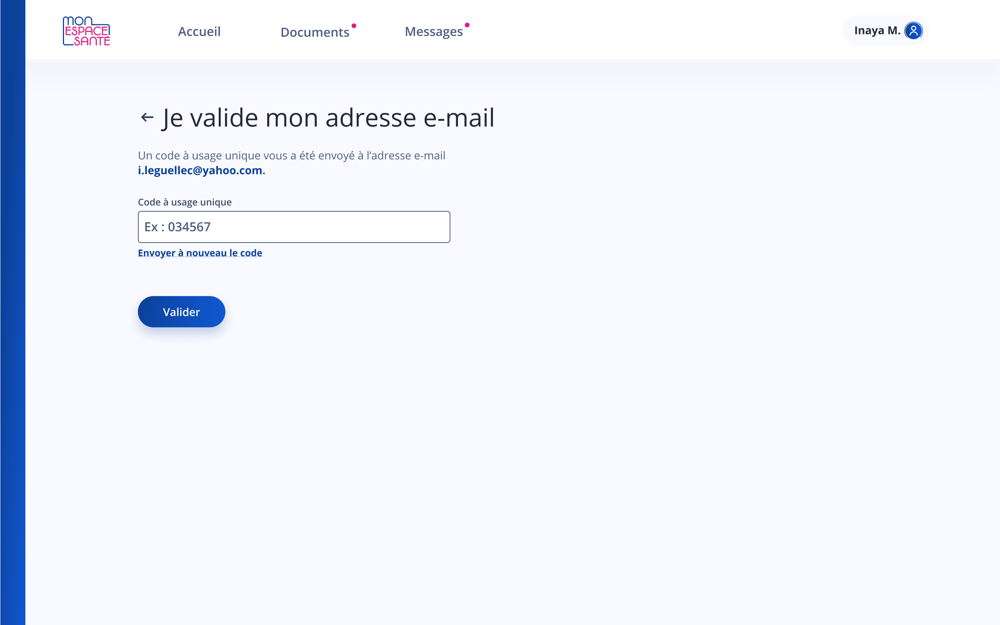 mon
ESPACE
SANTÉ
Accueil
Documents
Messages
Inaya M.
Je valide mon adresse e-mail
Un code à usage unique vous a été envoyé à l’adresse e-mail
i.leguellec@yahoo.com.
Code à usage unique
Ex : 034567
Envoyer à nouveau le code
Valider